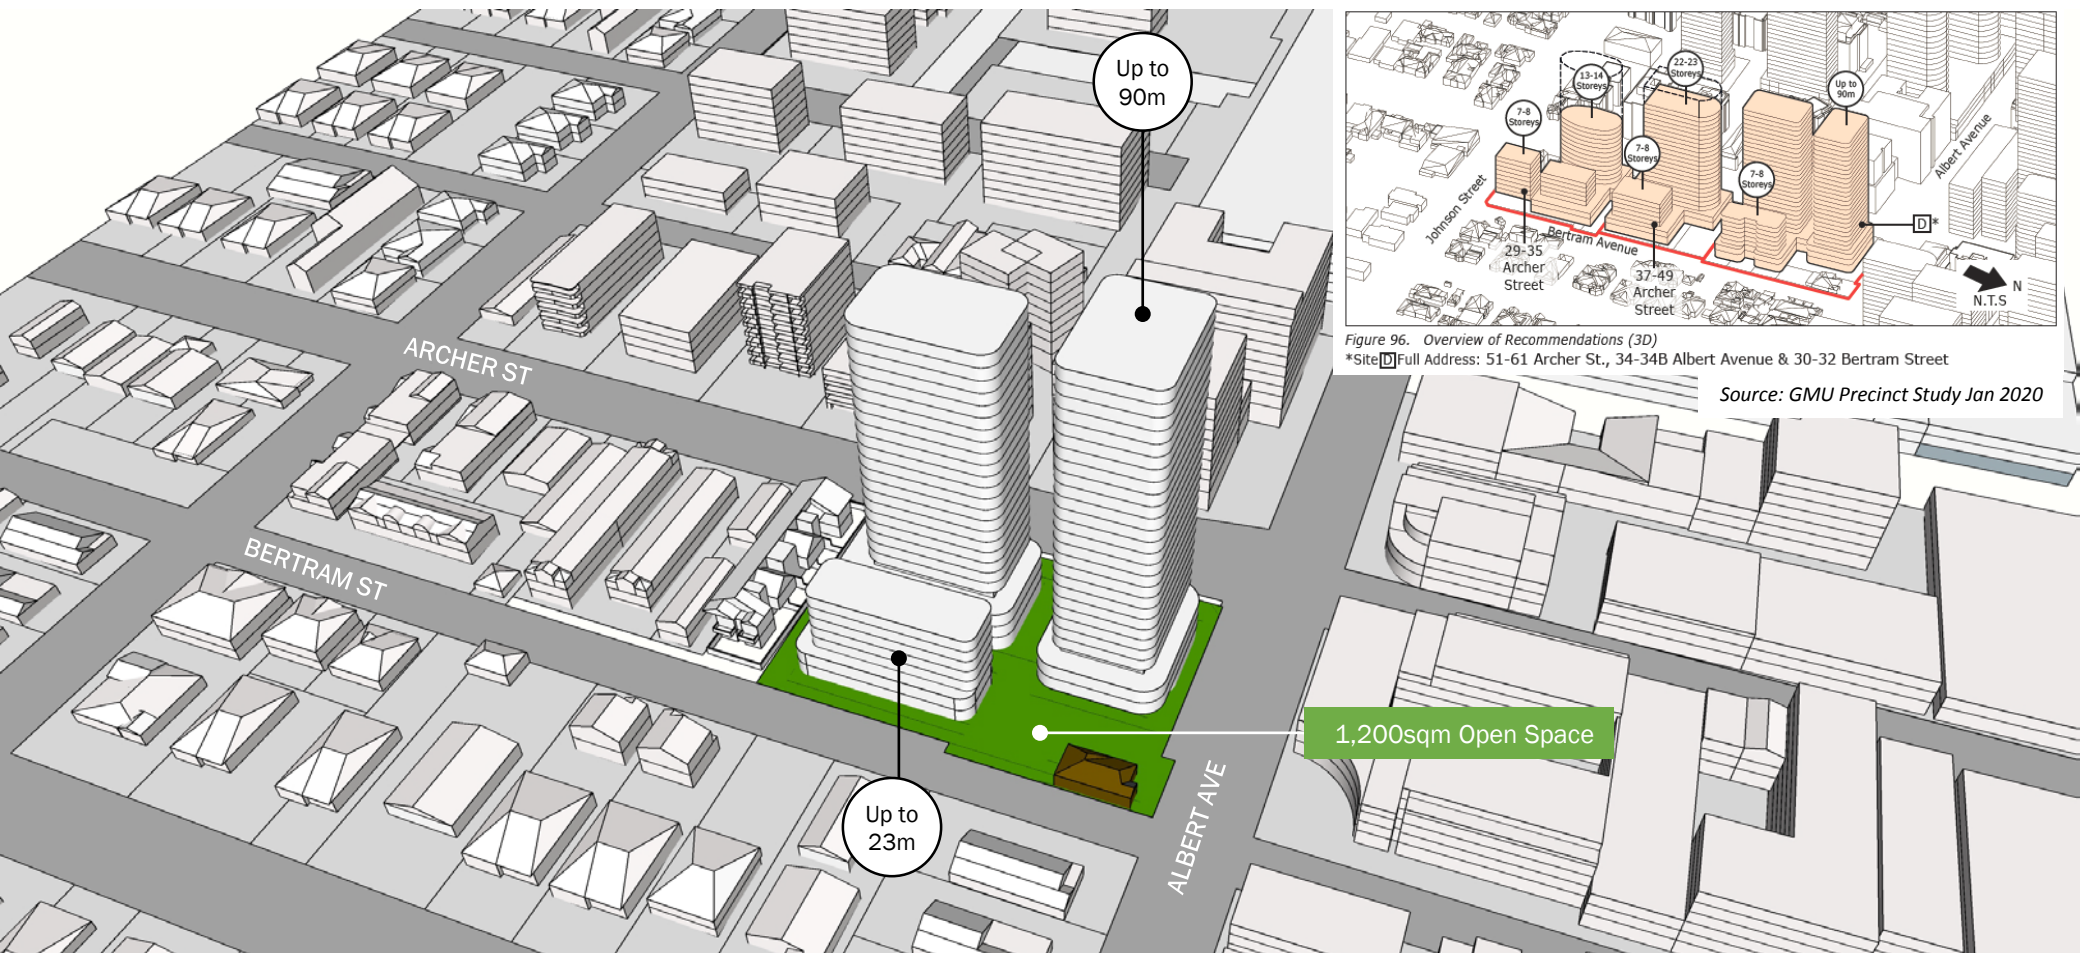 Up to
90m
ARCHER ST
BERTRAM ST
ALBERT AVE
1,200sqm Open Space
Up to
23m
7-8
Storeys
13-14
Storeys
22-23
Storeys
Up to
90m
7-8
Storeys
7-8
Storeys
Johnson Street
Bertram Avenue
Albert Avenue
29-35
Archer
Street
37-49
Archer
Street
D*
N
N.T.S
Figure 96. Overview of Recommendations (3D)
*Site D Full Address: 51-61 Archer St., 34-34B Albert Avenue & 30-32 Bertram Street
Source: GMU Precinct Study Jan 2020